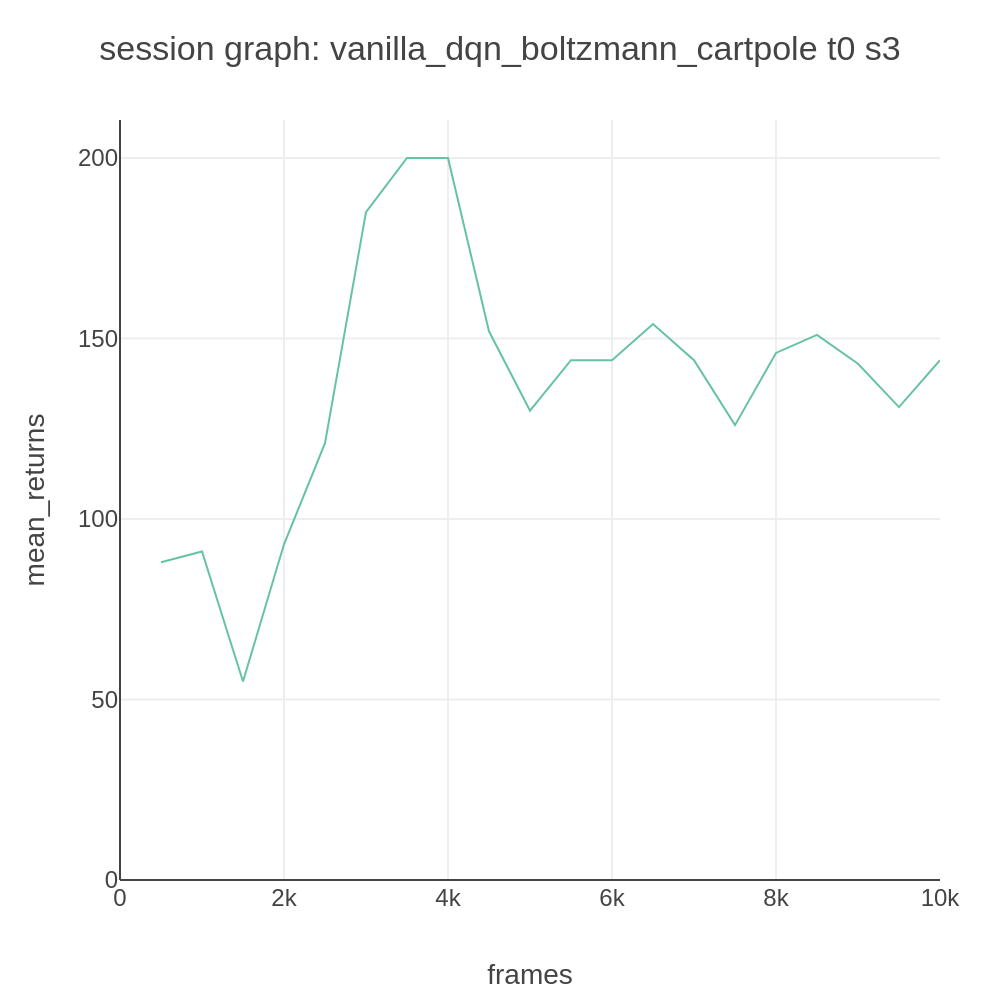 session graph: vanilla_dqn_boltzmann_cartpole t0 s3
200
150
100
50
0
mean_returns
0 2k 4k 6k 8k 10k
frames